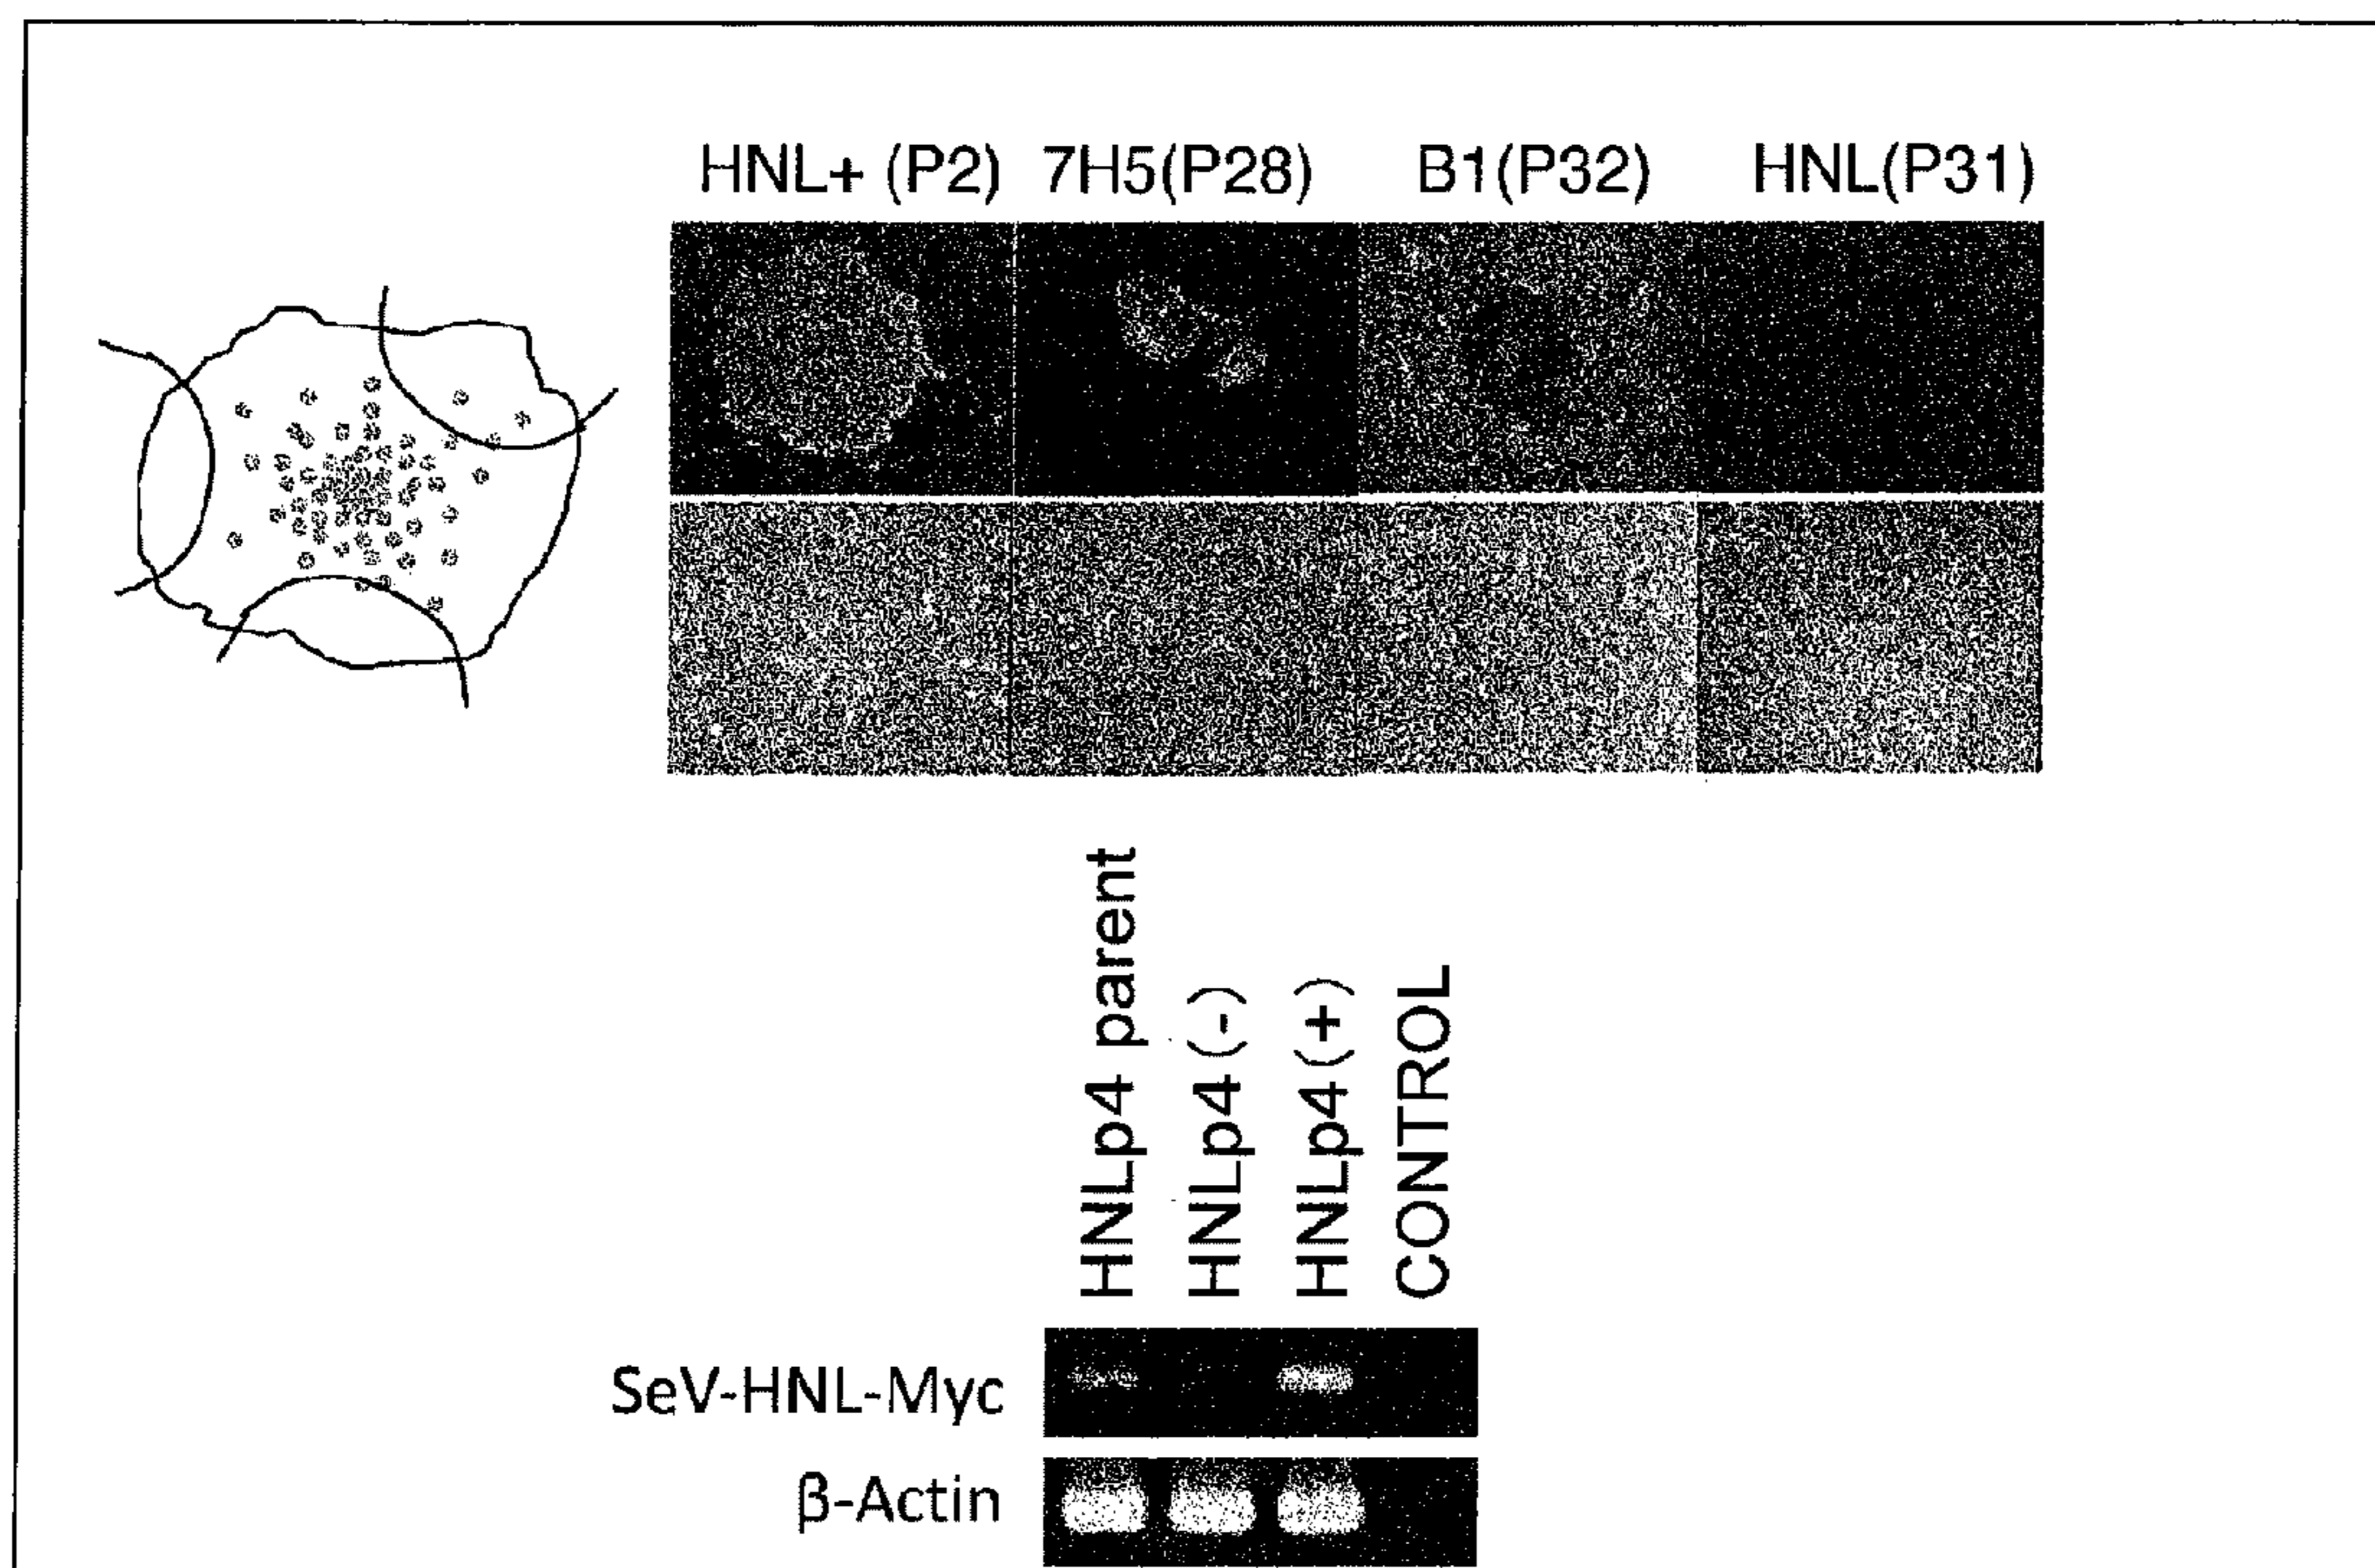 HNL+ (P2) 7H5(P28) B1(P32) HNL(P31)
HNLp4 parent
HNLp4(-)
HNLp4(+)
CONTROL
SeV-HNL-Myc
β-Actin